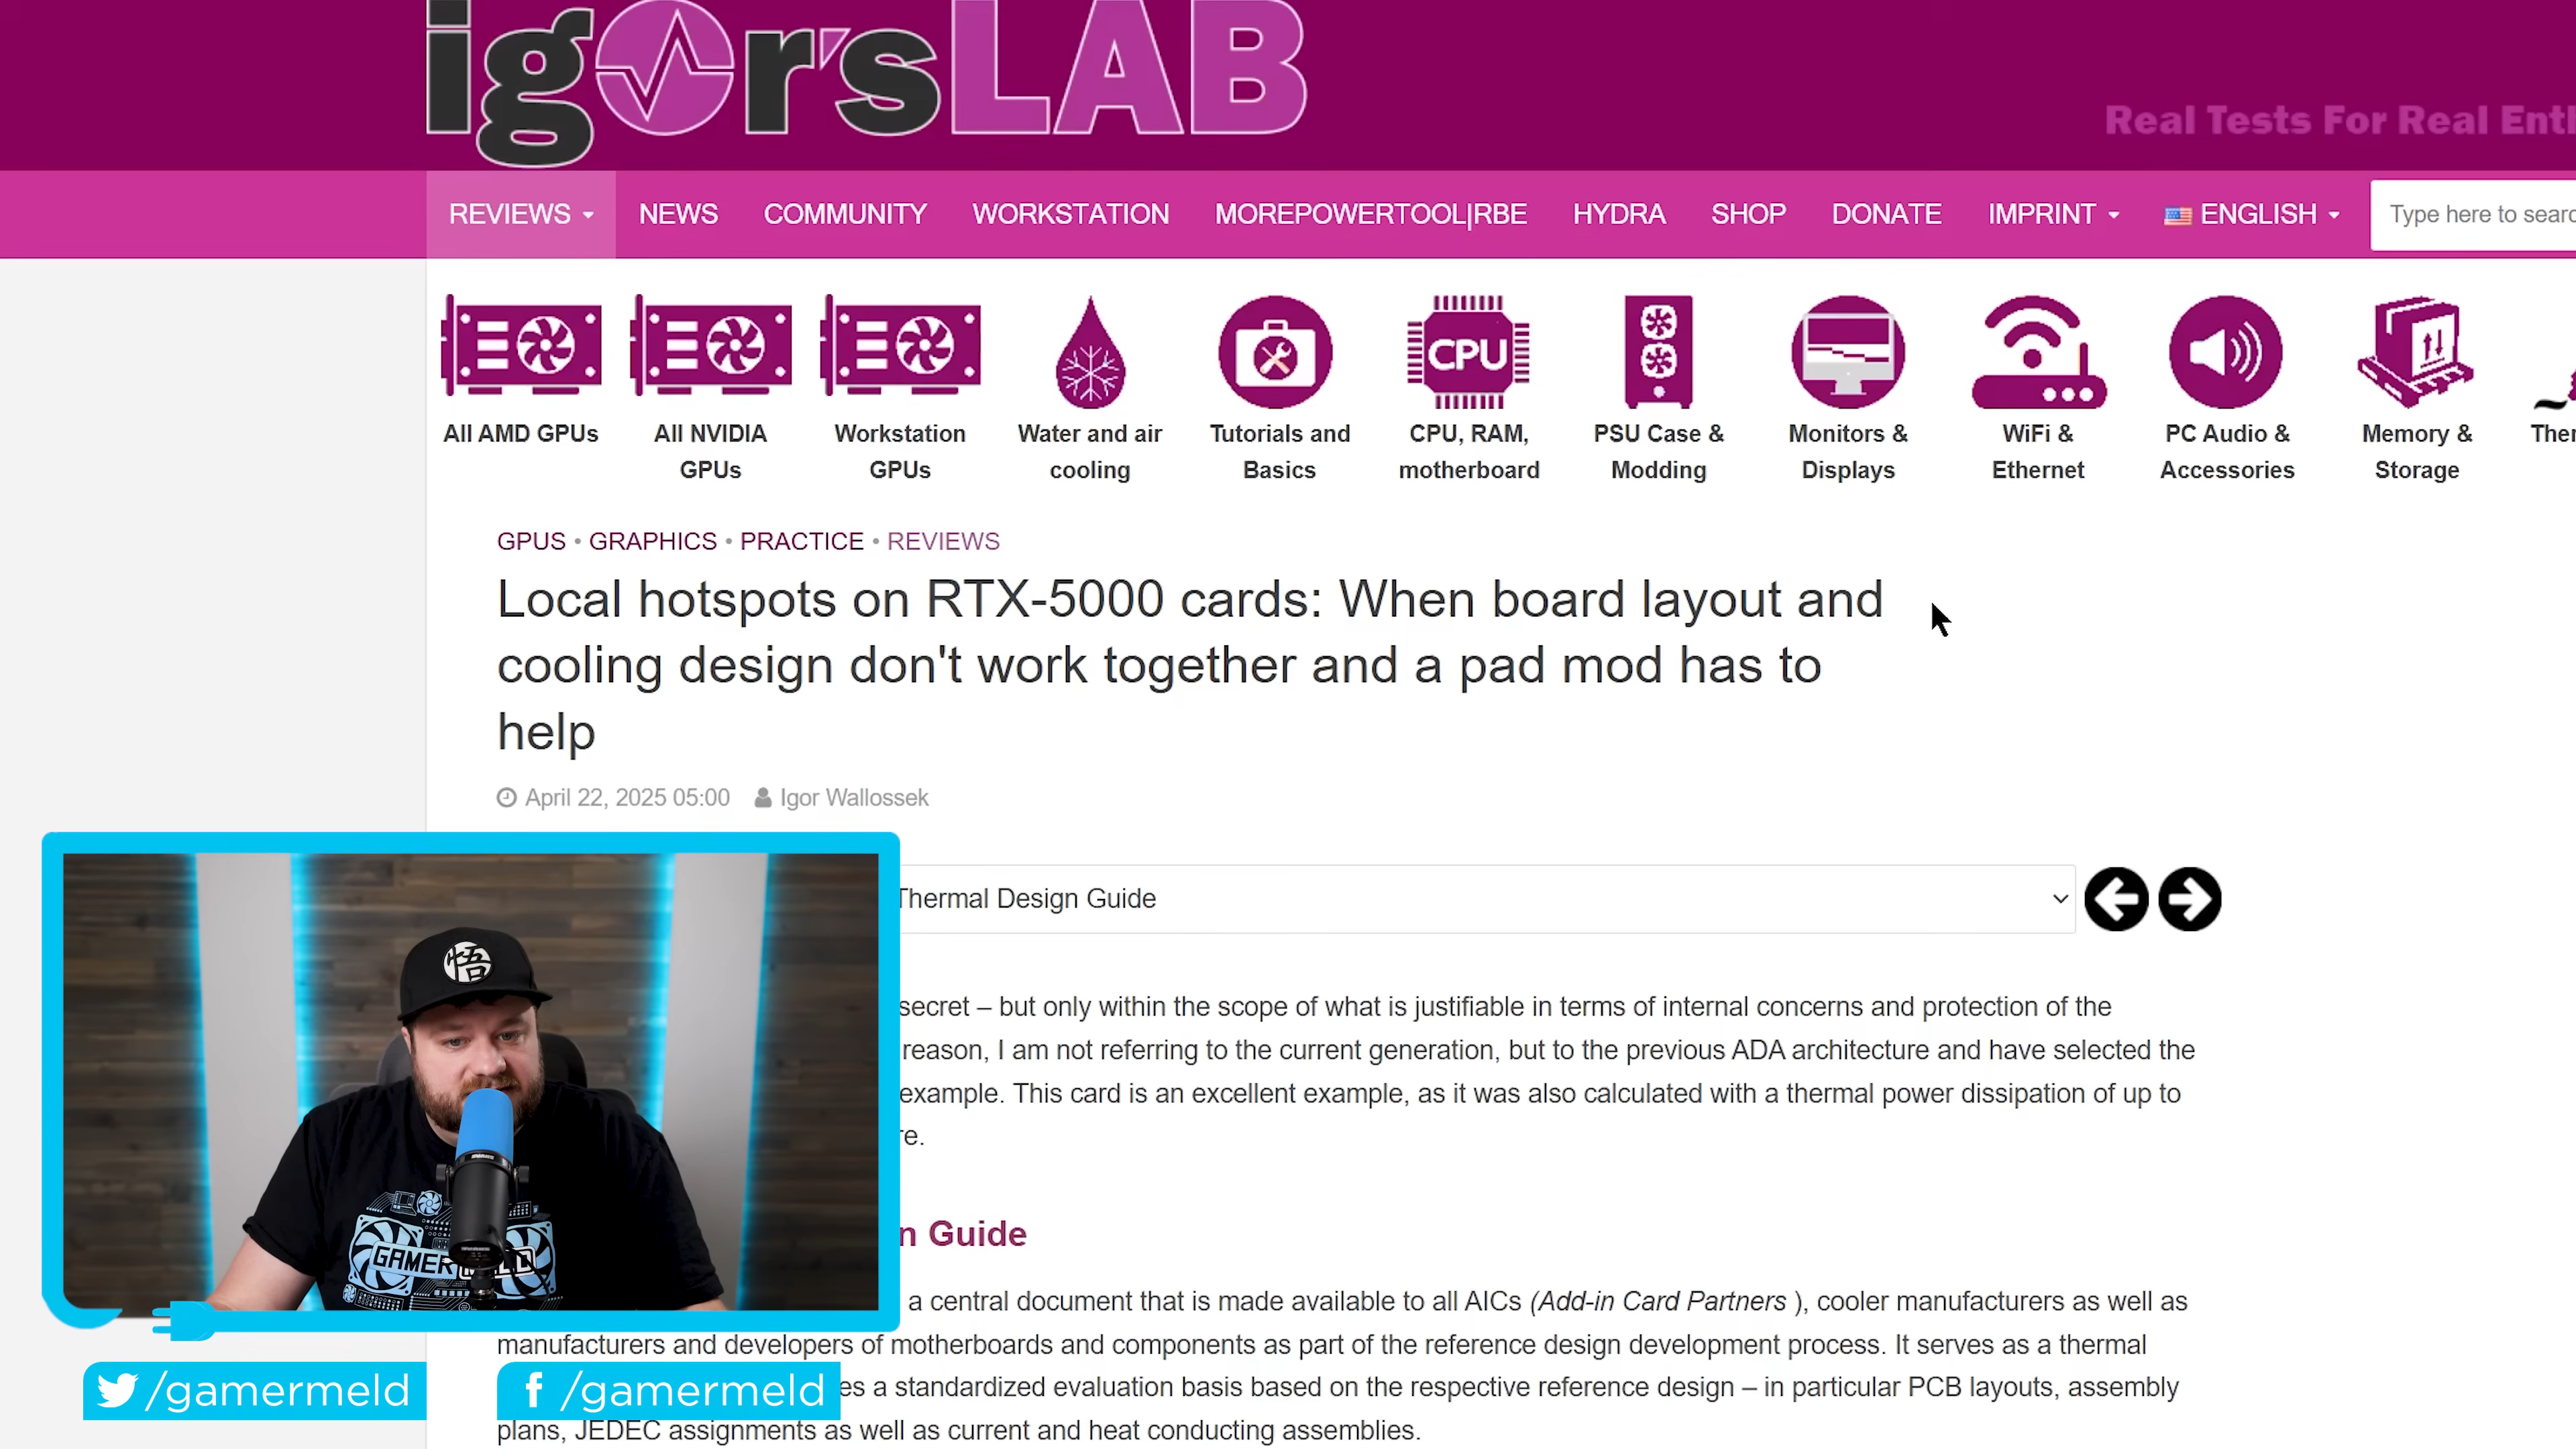 igor'sLAB
Real Tests For Real Enth
REVIEWS NEWS COMMUNITY WORKSTATION MOREPOWERTOOL|RBE HYDRA SHOP DONATE IMPRINT ENGLISH Type here to searc
CPU
All AMD GPUs
All NVIDIA
GPUs
Workstation
GPUs
Water and air
cooling
Tutorials and
Basics
CPU, RAM,
motherboard
PSU Case &
Modding
Monitors &
Displays
WiFi &
Ethernet
PC Audio &
Accessories
Memory &
Storage
Ther
GPUS • GRAPHICS • PRACTICE • REVIEWS
Local hotspots on RTX-5000 cards: When board layout and
cooling design don't work together and a pad mod has to
help
April 22, 2025 05:00 Igor Wallossek
Thermal Design Guide
secret – but only within the scope of what is justifiable in terms of internal concerns and protection of the
reason, I am not referring to the current generation, but to the previous ADA architecture and have selected the
example. This card is an excellent example, as it was also calculated with a thermal power dissipation of up to
re.
n Guide
a central document that is made available to all AICs (Add-in Card Partners ), cooler manufacturers as well as
manufacturers and developers of motherboards and components as part of the reference design development process. It serves as a thermal
es a standardized evaluation basis based on the respective reference design – in particular PCB layouts, assembly
plans, JEDEC assignments as well as current and heat conducting assemblies.
悟
GAMER
/gamermeld
f /gamermeld